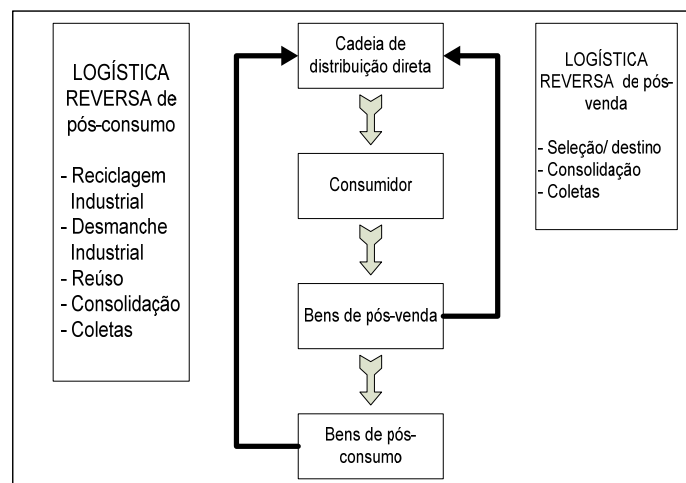 LOGÍSTICA
REVERSA de
pós-consumo
- Reciclagem
Industrial
- Desmanche
Industrial
- Reúso
- Consolidação
- Coletas
Cadeia de
distribuição direta
Consumidor
Bens de pós-venda
Bens de pós-
consumo
LOGÍSTICA
REVERSA de pós-
venda
- Seleção/ destino
- Consolidação
- Coletas